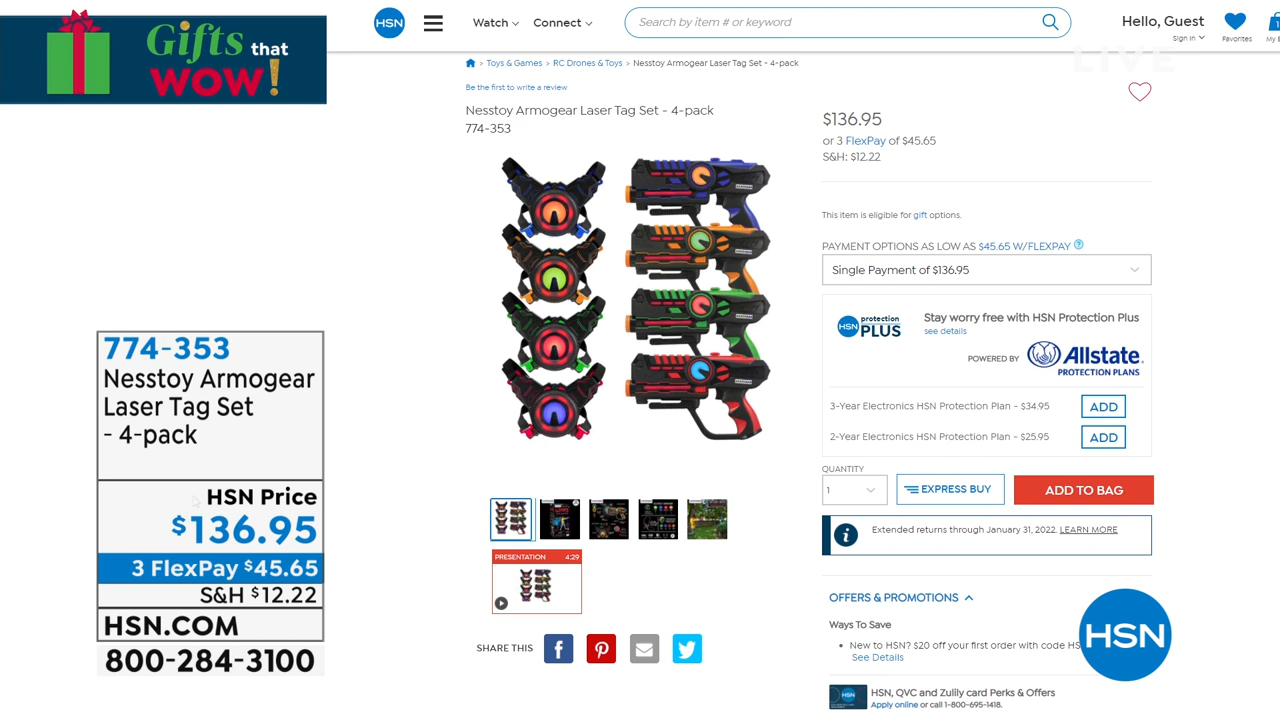 Gifts that
WOW!
HSN
Watch
Connect
Search by item # or keyword
Hello, Guest
Sign In
Favorites
My
1
LIVE
> Toys & Games > RC Drones & Toys > Nesstoy Armogear Laser Tag Set - 4-pack
Be the first to write a review
Nesstoy Armogear Laser Tag Set - 4-pack
774-353
$136.95
or 3 FlexPay of $45.65
S&H: $12.22
This item is eligible for gift options.
PAYMENT OPTIONS AS LOW AS $45.65 W/FLEXPAY ?
Single Payment of $136.95
HSN protection PLUS
Stay worry free with HSN Protection Plus
see details
POWERED BY Allstate. PROTECTION PLANS
3-Year Electronics HSN Protection Plan - $34.95 ADD
2-Year Electronics HSN Protection Plan - $25.95 ADD
QUANTITY
1
EXPRESS BUY
ADD TO BAG
i Extended returns through January 31, 2022. LEARN MORE
PRESENTATION 4:29
SHARE THIS
OFFERS & PROMOTIONS
Ways To Save
• New to HSN? $20 off your first order with code HS
See Details
HSN, QVC and Zulily card Perks & Offers
Apply online or call 1-800-695-1418.
HSN
774-353
Nesstoy Armogear
Laser Tag Set
- 4-pack
HSN Price
$136.95
3 FlexPay $45.65
S&H $12.22
HSN.COM
800-284-3100